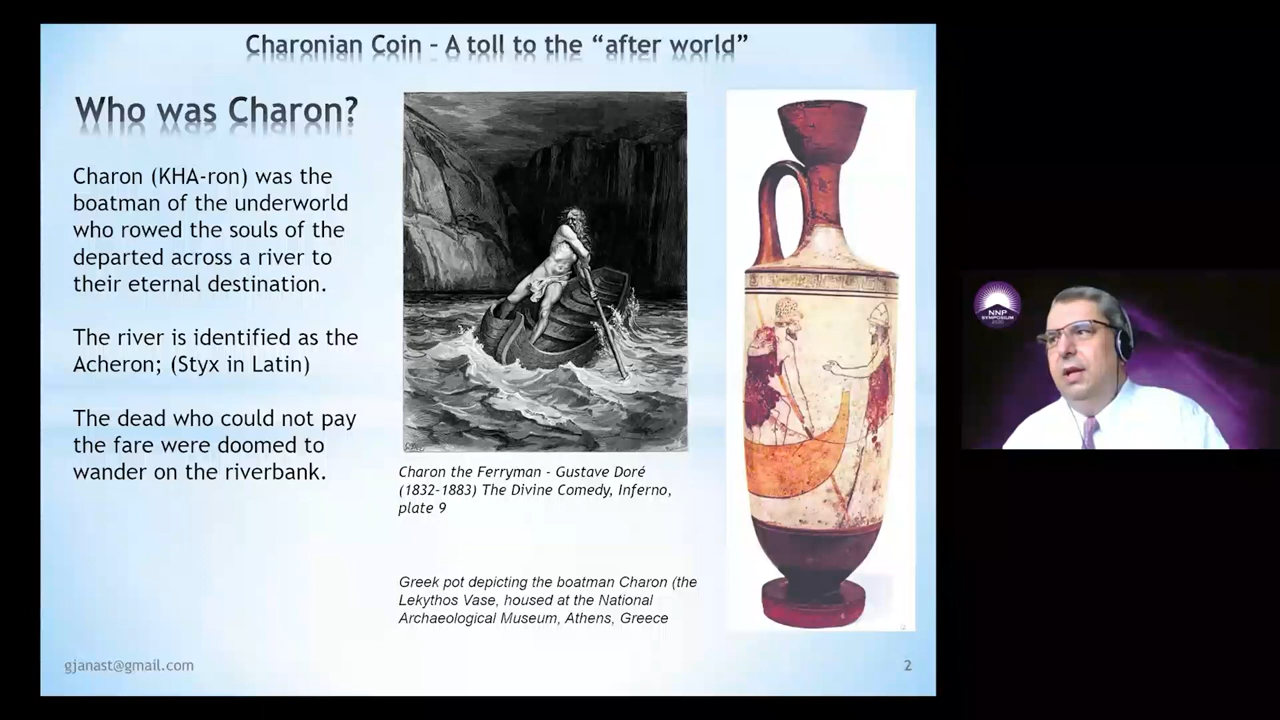 Charonian Coin – A toll to the “after world”
Who was Charon?
Charon (KHA-ron) was the
boatman of the underworld
who rowed the souls of the
departed across a river to
their eternal destination.
The river is identified as the
Acheron; (Styx in Latin)
The dead who could not pay
the fare were doomed to
wander on the riverbank.
Charon the Ferryman - Gustave Doré
(1832-1883) The Divine Comedy, Inferno,
plate 9
Greek pot depicting the boatman Charon (the
Lekythos Vase, housed at the National
Archaeological Museum, Athens, Greece
gjanast@gmail.com
2
NNP
SYMPOSIUM